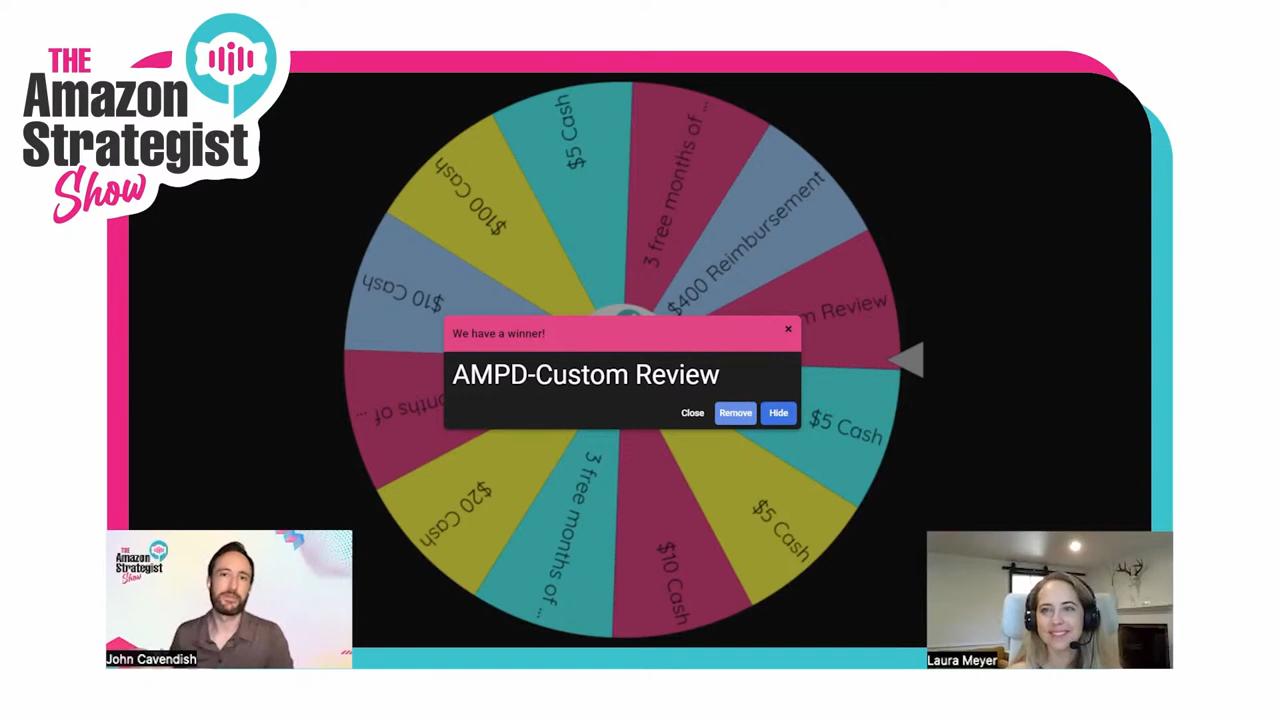 THE
Amazon
Strategist
Show
$5 Cash
3 free months of ...
$400 Reimbursement
m Review
$5 Cash
$5 Cash
$10 Cash
3 free months of ...
$20 Cash
months of ...
$10 Cash
$100 Cash
We have a winner!
×
AMPD-Custom Review
Close
Remove
Hide
THE
Amazon
Strategist
Show
John Cavendish
Laura Meyer